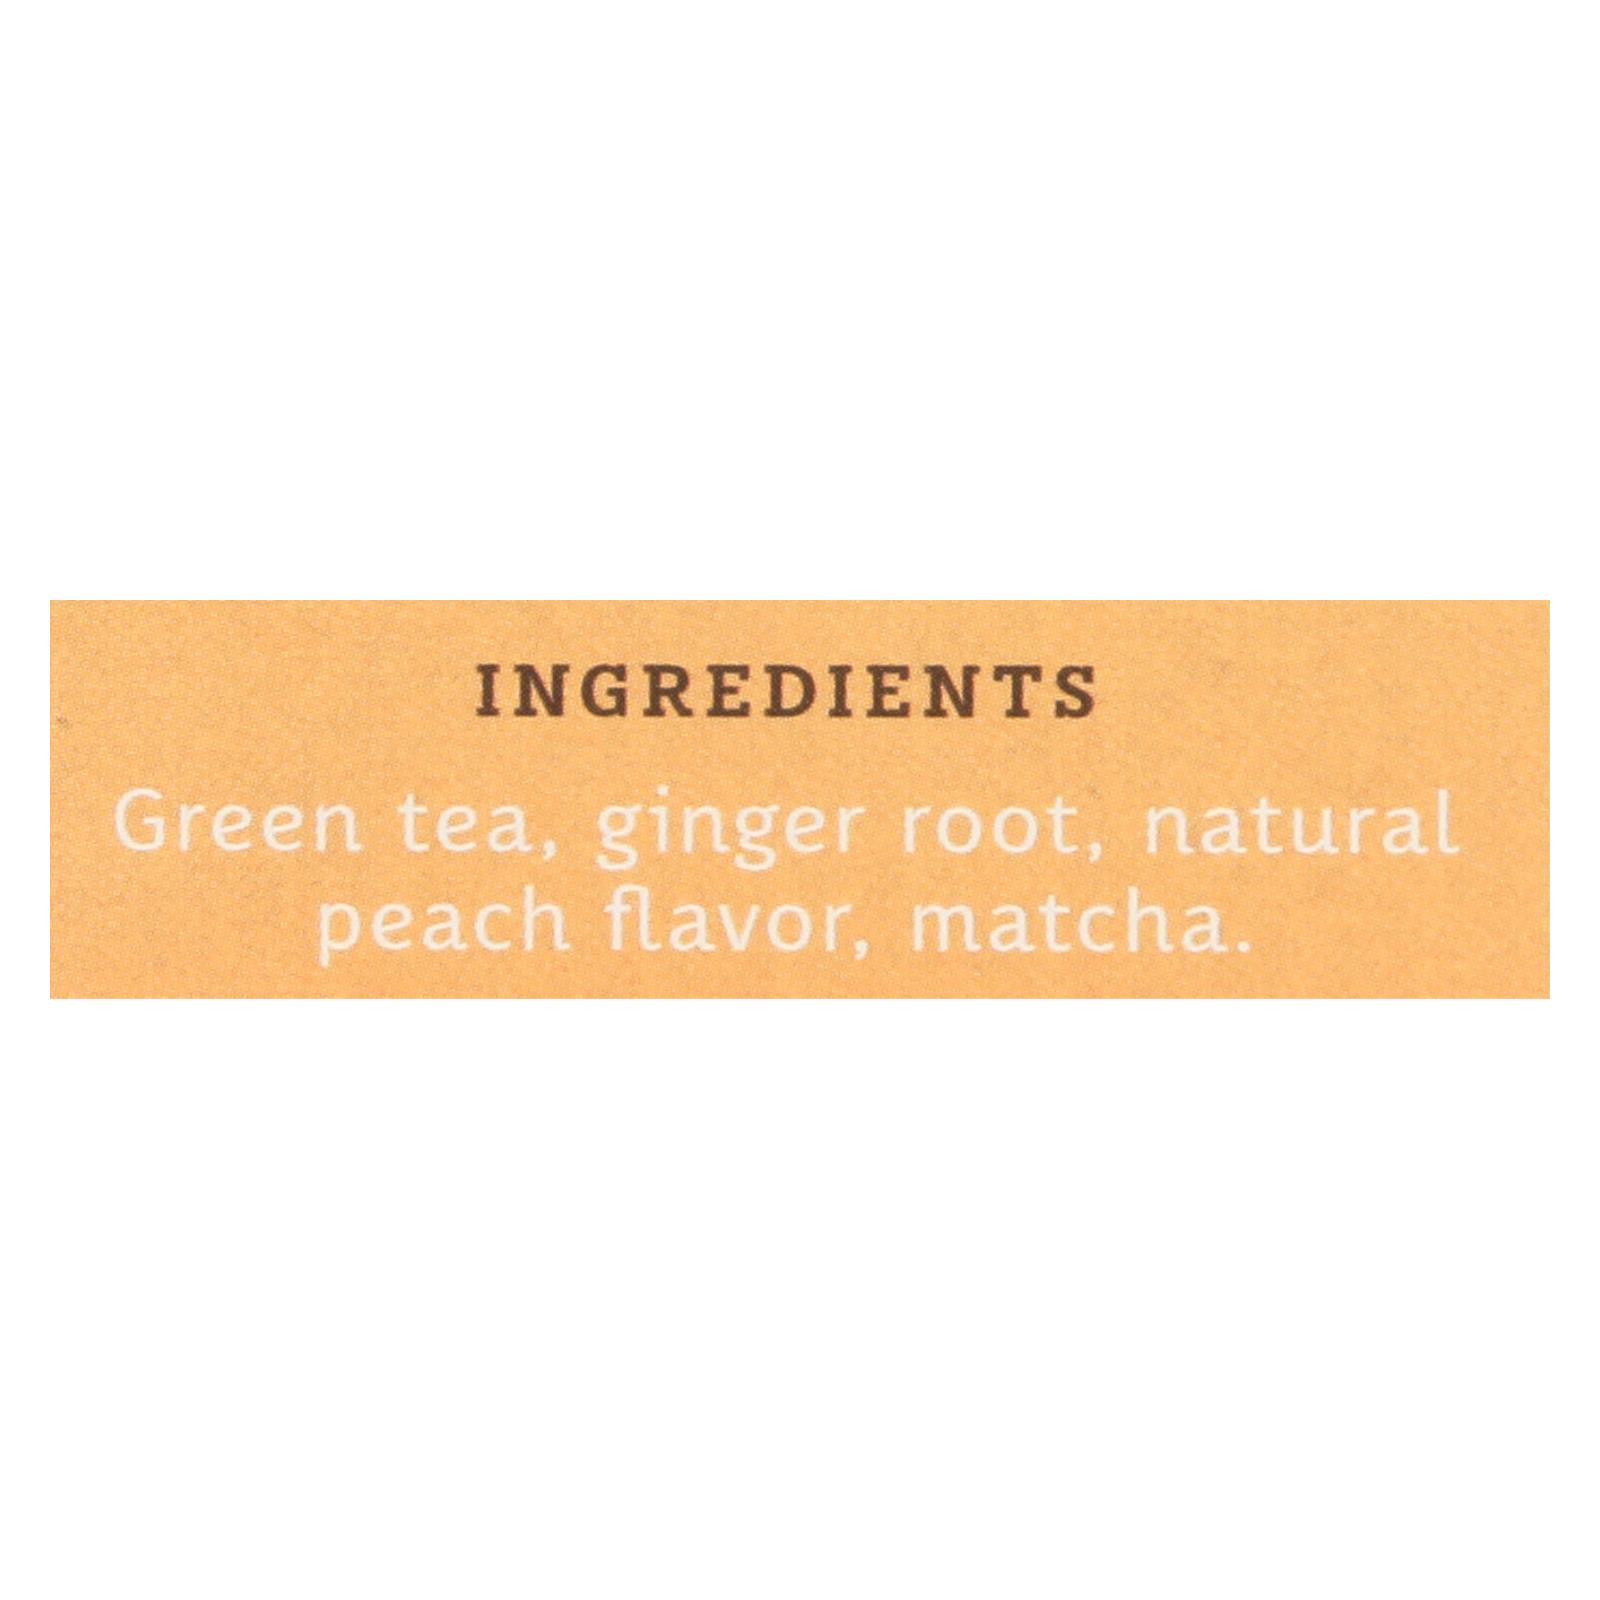 INGREDIENTS
Green tea, ginger root, natural
peach flavor, matcha.